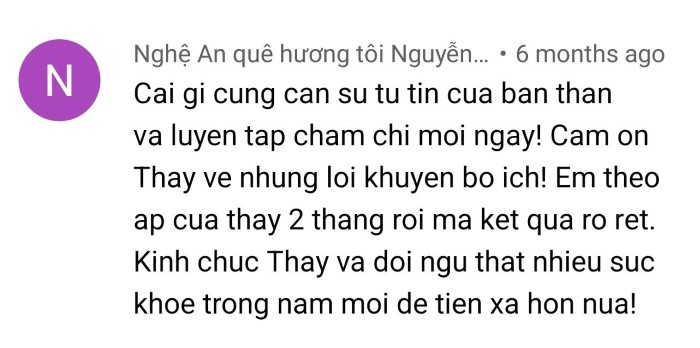 N
Nghệ An quê hương tôi Nguyễn... • 6 months ago
Cai gi cung can su tu tin cua ban than
va luyen tap cham chi moi ngay! Cam on
Thay ve nhung loi khuyen bo ich! Em theo
ap cua thay 2 thang roi ma ket qua ro ret.
Kinh chuc Thay va doi ngu that nhieu suc
khoe trong nam moi de tien xa hon nua!